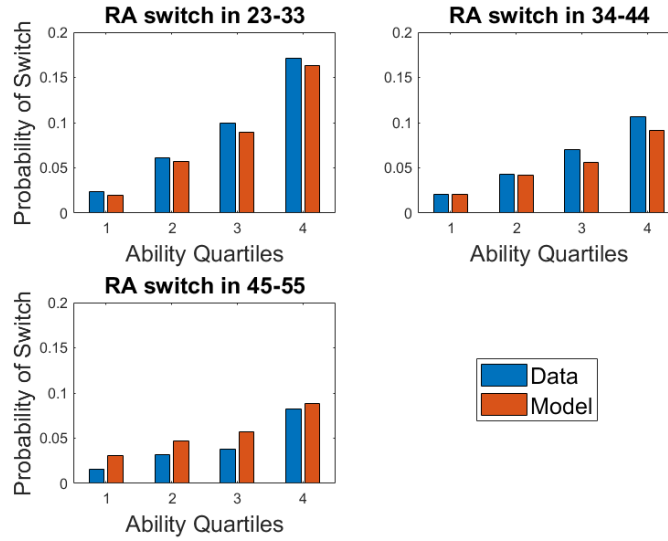 RA switch in 23-33
Probability of Switch
0.2
0.15
0.1
0.05
0
1 2 3 4
Ability Quartiles
RA switch in 34-44
0.2
0.15
0.1
0.05
0
1 2 3 4
Ability Quartiles
RA switch in 45-55
Probability of Switch
0.2
0.15
0.1
0.05
0
1 2 3 4
Ability Quartiles
Data
Model